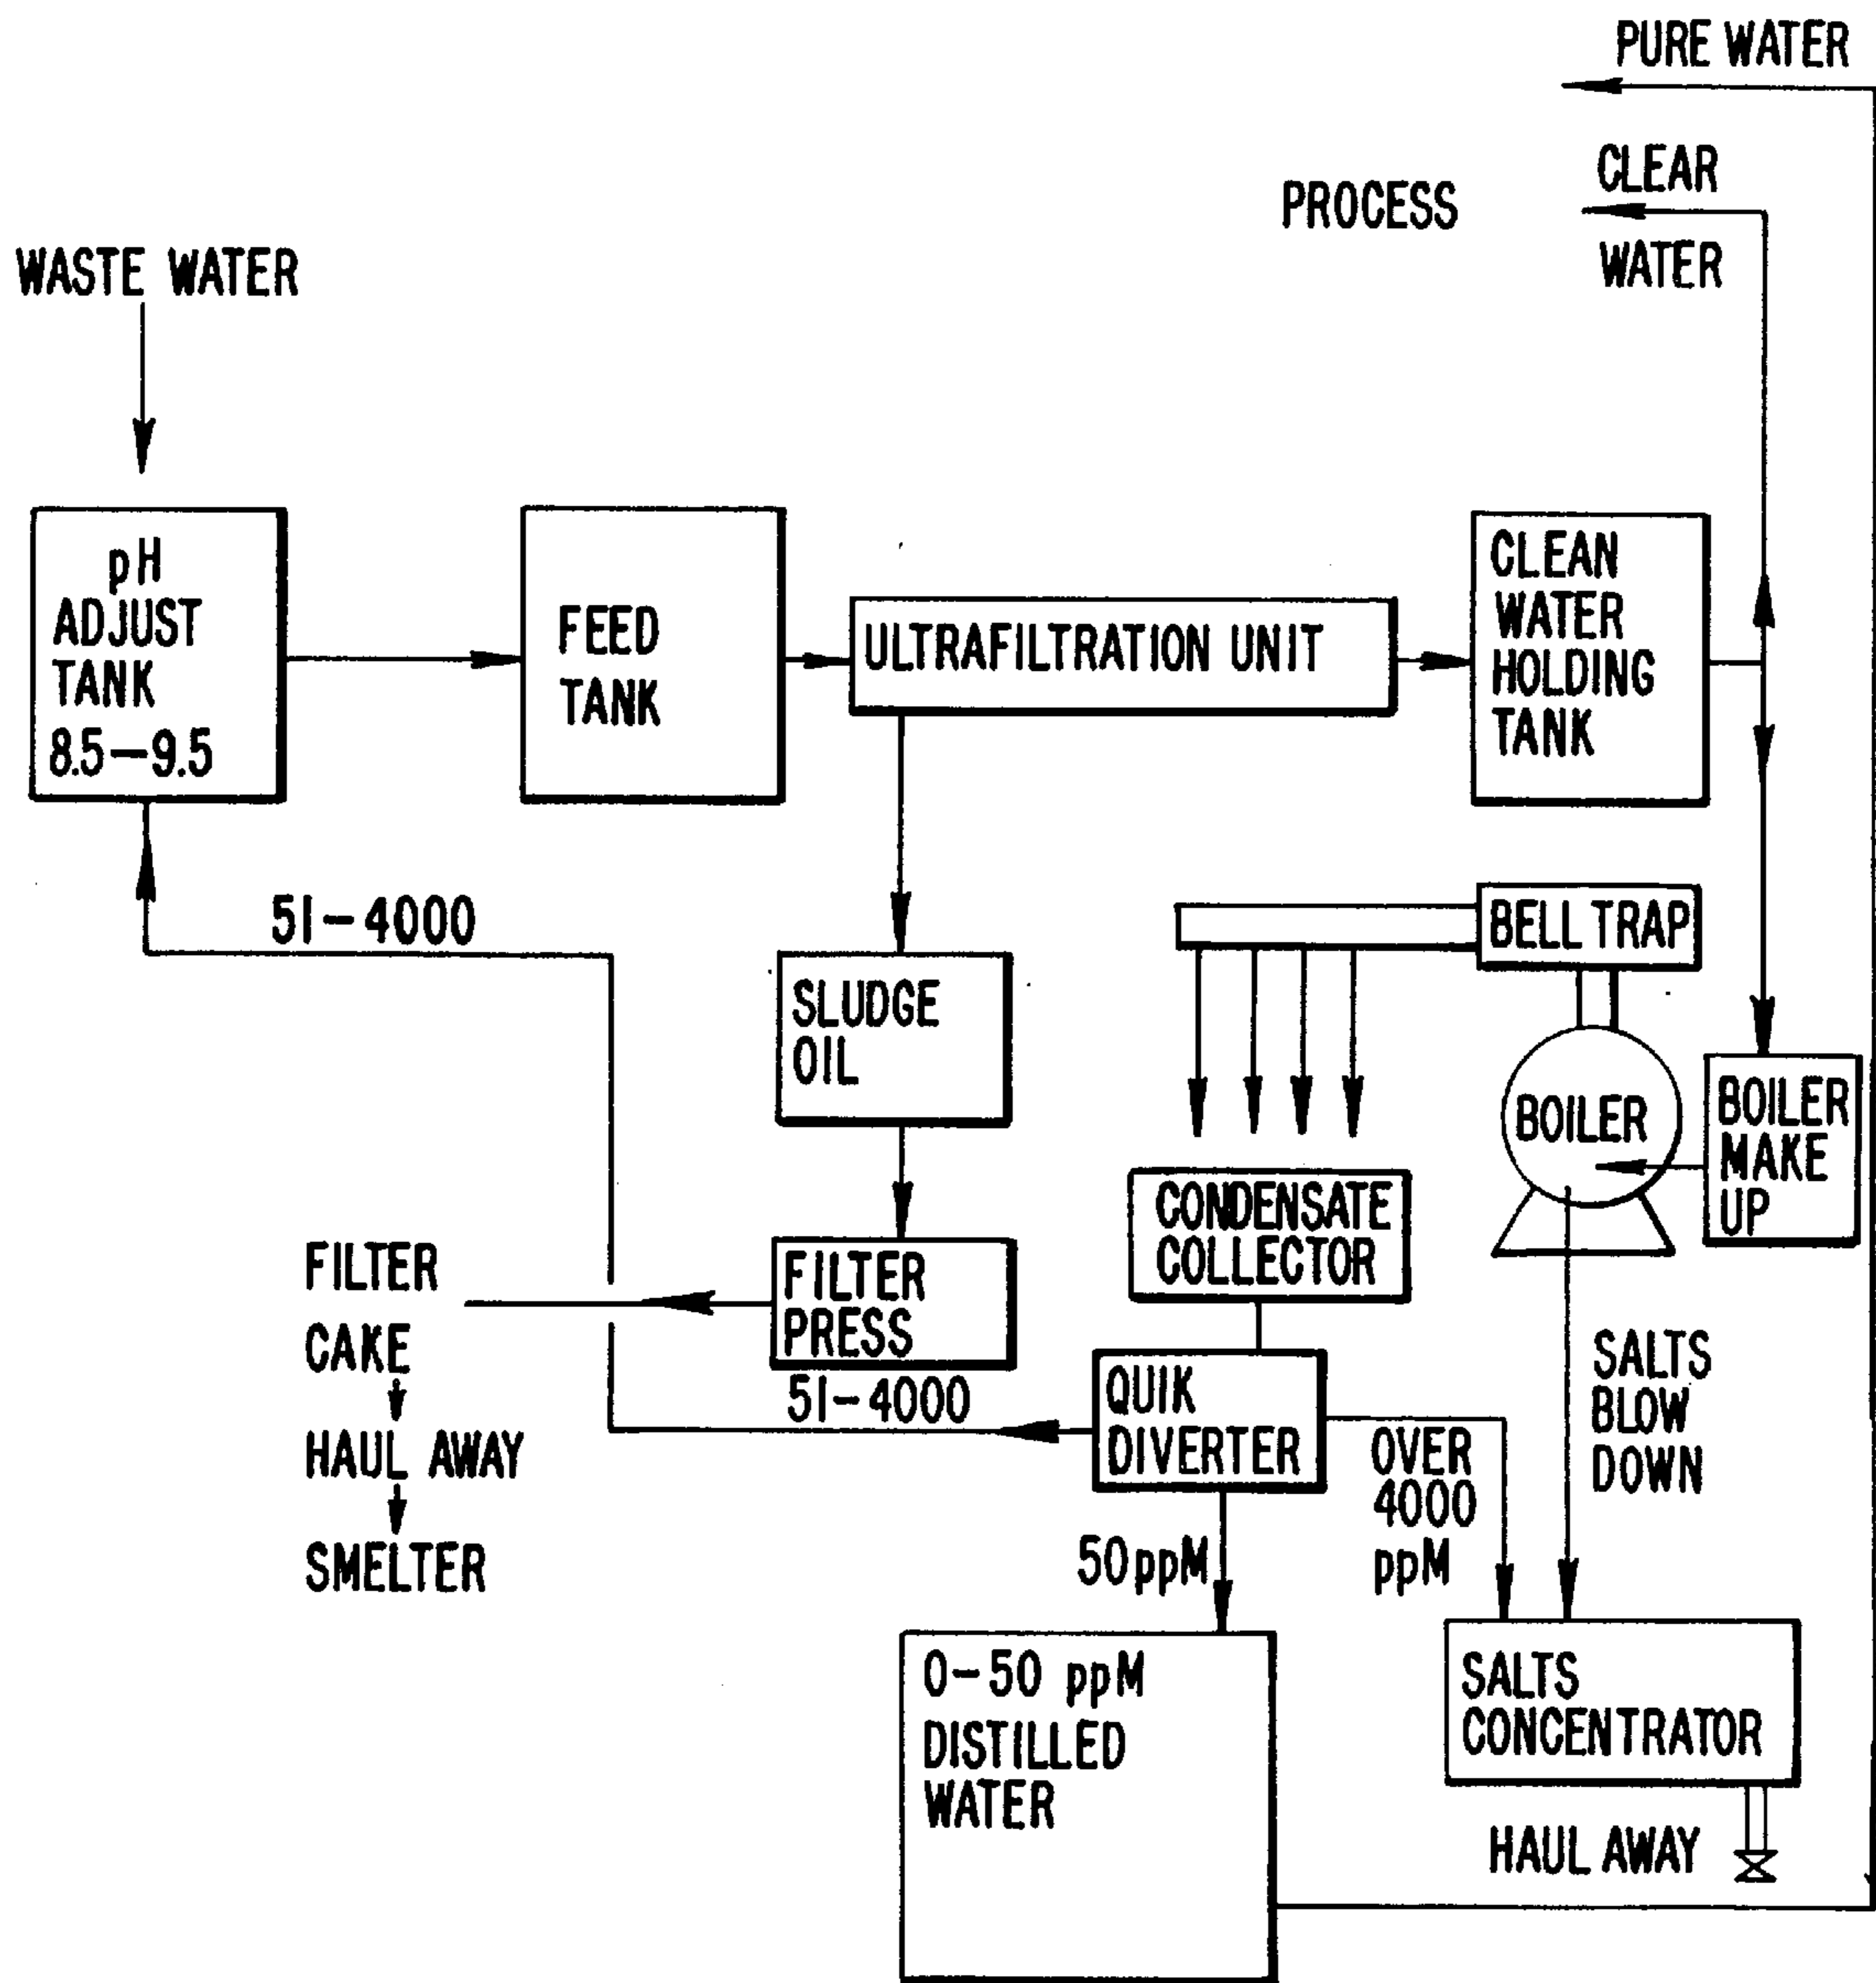 PURE WATER
CLEAR
PROCESS
WATER
WASTE WATER
pH
ADJUST
TANK
8.5-9.5
FEED
TANK
ULTRAFILTRATION UNIT
CLEAN
WATER
HOLDING
TANK
51-4000
BELL TRAP
SLUDGE
OIL
BOILER
BOILER
MAKE
UP
CONDENSATE
COLLECTOR
FILTER
CAKE
HAUL AWAY
SMELTER
FILTER
PRESS
51-4000
QUIK
DIVERTER
OVER
4000
ppM
SALTS
BLOW
DOWN
50 ppM
0-50 ppM
DISTILLED
WATER
SALTS
CONCENTRATOR
HAUL AWAY